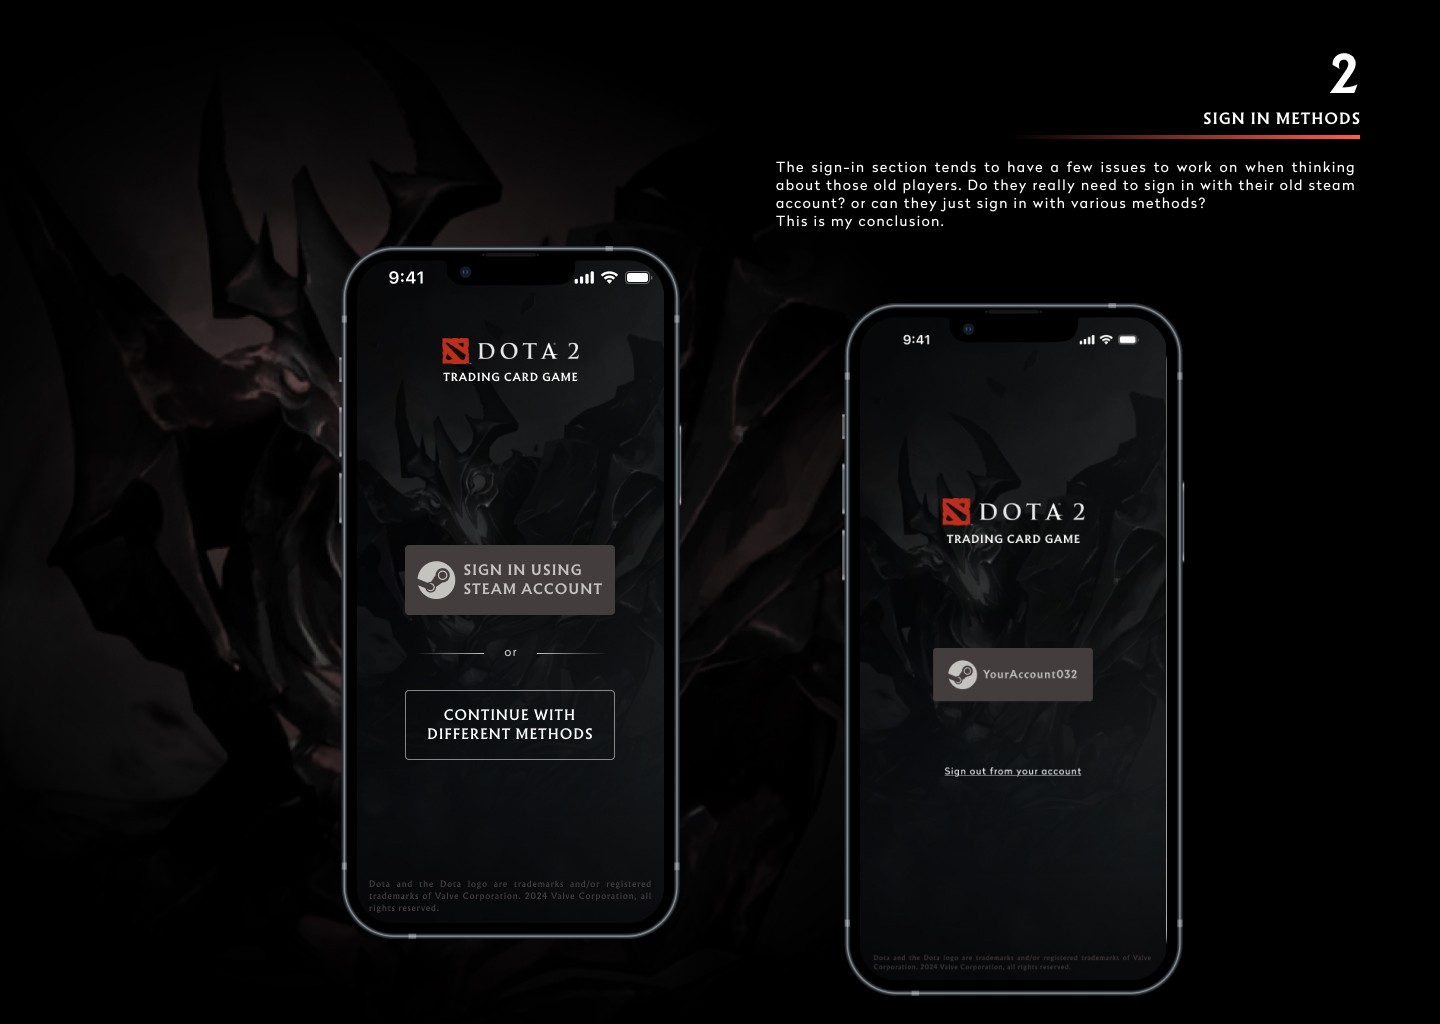 2
SIGN IN METHODS
The sign-in section tends to have a few issues to work on when thinking
about those old players. Do they really need to sign in with their old steam
account? or can they just sign in with various methods?
This is my conclusion.
9:41
DOTA 2
TRADING CARD GAME
SIGN IN USING
STEAM ACCOUNT
or
CONTINUE WITH
DIFFERENT METHODS
Dota and the Dota logo are trademarks and/or registered
trademarks of Valve Corporation. 2024 Valve Corporation, all
rights reserved.
9:41
DOTA 2
TRADING CARD GAME
YourAccount032
Sign out from your account
Dota and the Dota logo are trademarks and/or registered trademarks of Valve
Corporation. 2024 Valve Corporation, all rights reserved.